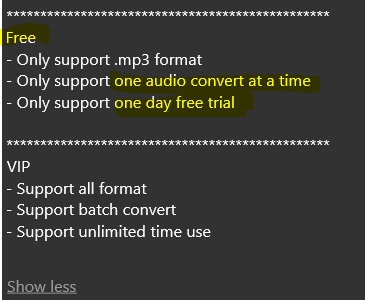 ************************************************
Free
- Only support .mp3 format
- Only support one audio convert at a time
- Only support one day free trial
************************************************
VIP
- Support all format
- Support batch convert
- Support unlimited time use
Show less